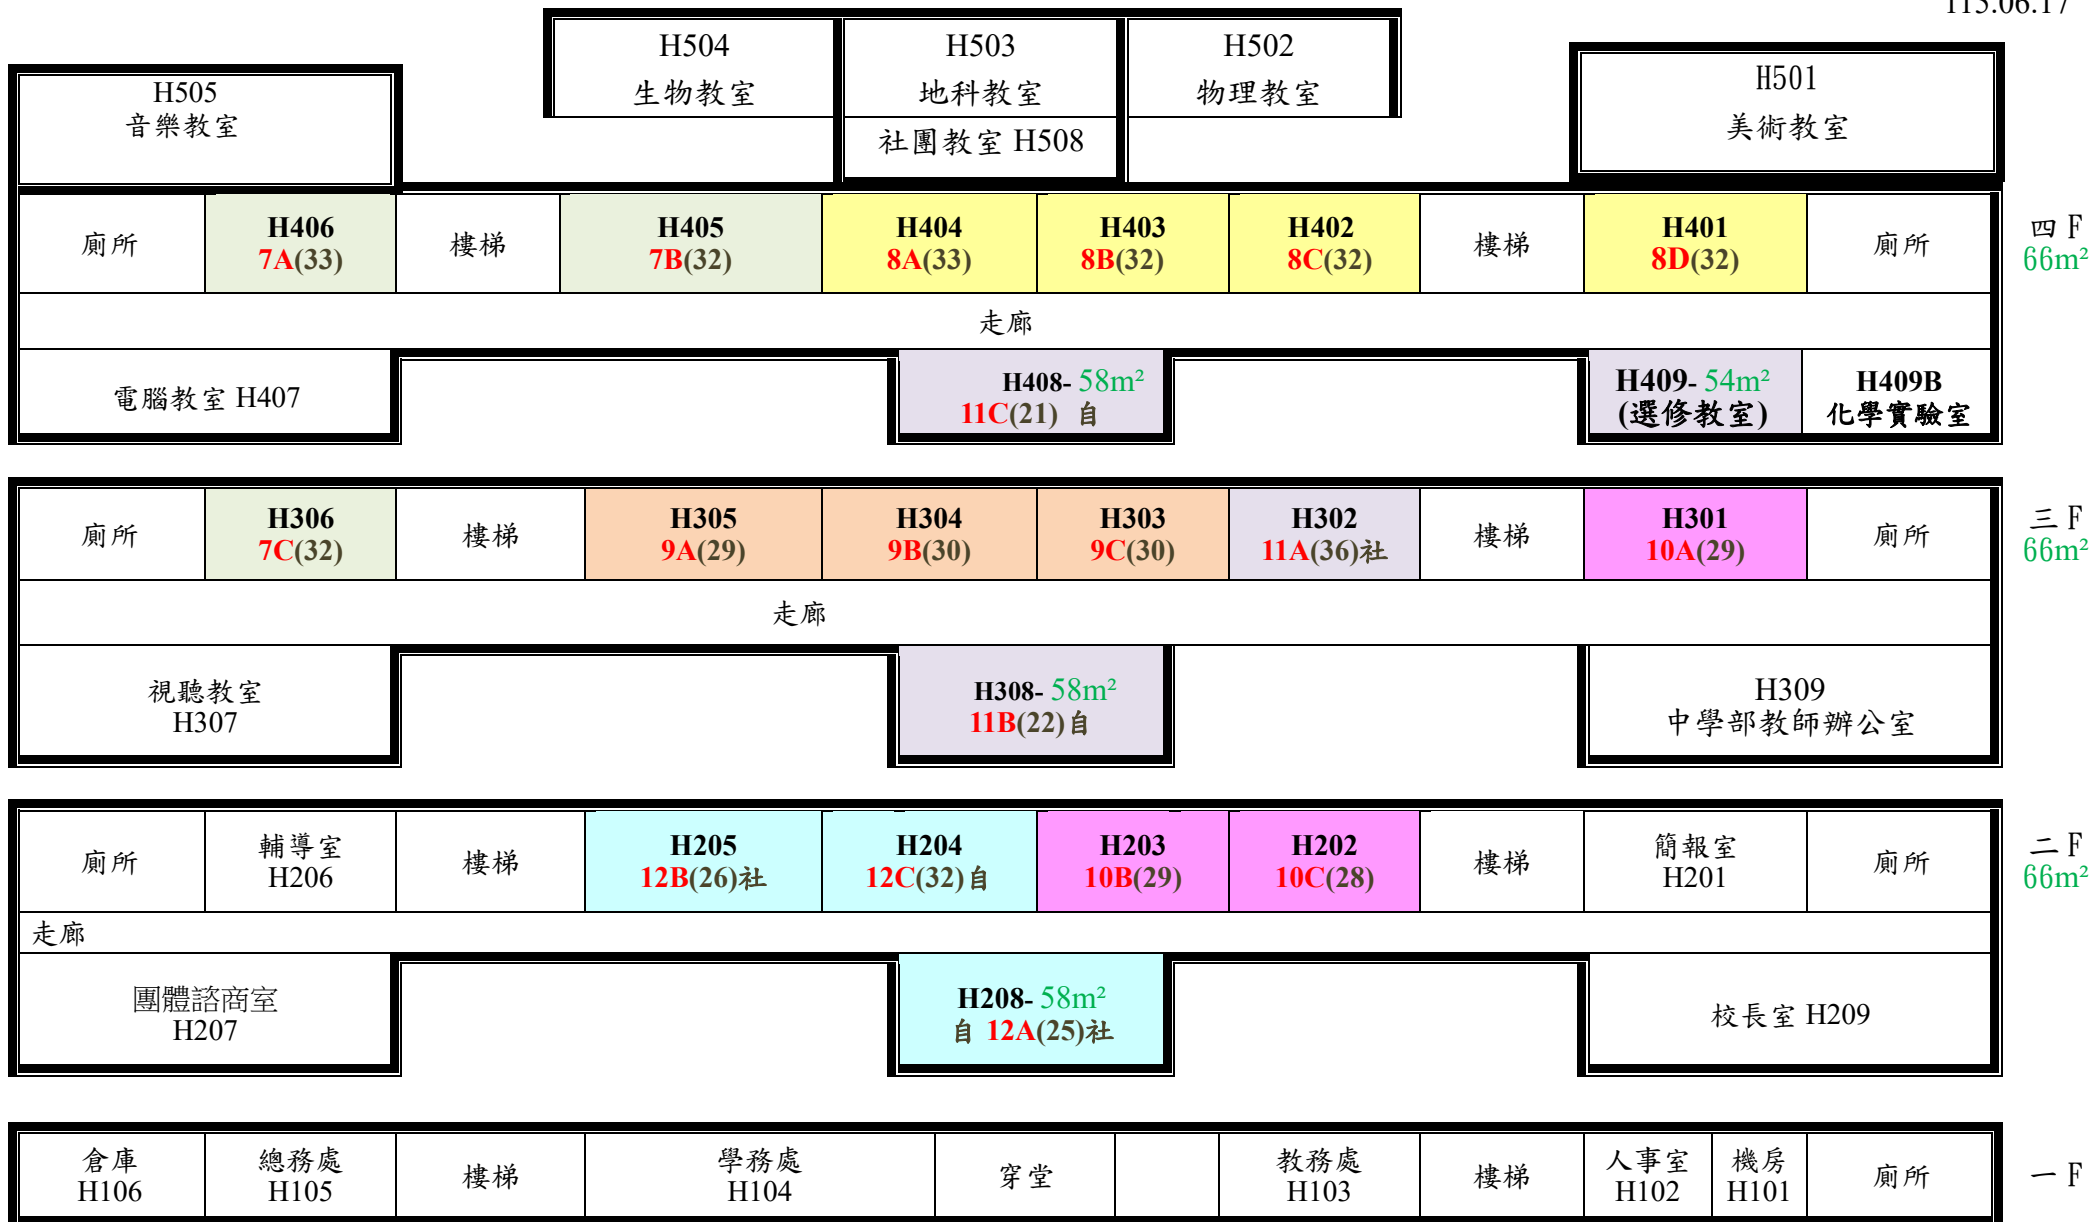 113.06.17
H504
生物教室
H503
地科教室
H502
物理教室
H505
音樂教室
社團教室 H508
H501
美術教室
廁所
H406
7A(33)
樓梯
H405
7B(32)
H404
8A(33)
H403
8B(32)
H402
8C(32)
樓梯
H401
8D(32)
廁所
四 F
66m²
走廊
電腦教室 H407
H408- 58m²
11C(21) 自
H409- 54m²
(選修教室)
H409B
化學實驗室
廁所
H306
7C(32)
樓梯
H305
9A(29)
H304
9B(30)
H303
9C(30)
H302
11A(36)社
樓梯
H301
10A(29)
廁所
三 F
66m²
走廊
視聽教室
H307
H308- 58m²
11B(22)自
H309
中學部教師辦公室
廁所
輔導室
H206
樓梯
H205
12B(26)社
H204
12C(32)自
H203
10B(29)
H202
10C(28)
樓梯
簡報室
H201
廁所
二 F
66m²
走廊
團體諮商室
H207
H208- 58m²
自 12A(25)社
校長室 H209
倉庫
H106
總務處
H105
樓梯
學務處
H104
穿堂
教務處
H103
樓梯
人事室
H102
機房
H101
廁所
一 F